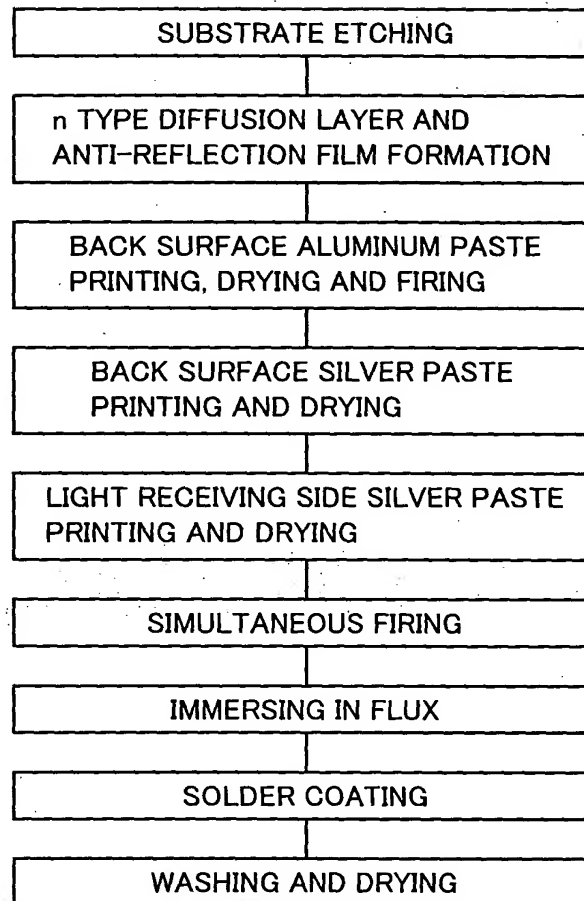 SUBSTRATE ETCHING
n TYPE DIFFUSION LAYER AND
ANTI-REFLECTION FILM FORMATION
BACK SURFACE ALUMINUM PASTE
PRINTING, DRYING AND FIRING
BACK SURFACE SILVER PASTE
PRINTING AND DRYING
LIGHT RECEIVING SIDE SILVER PASTE
PRINTING AND DRYING
SIMULTANEOUS FIRING
IMMERSING IN FLUX
SOLDER COATING
WASHING AND DRYING